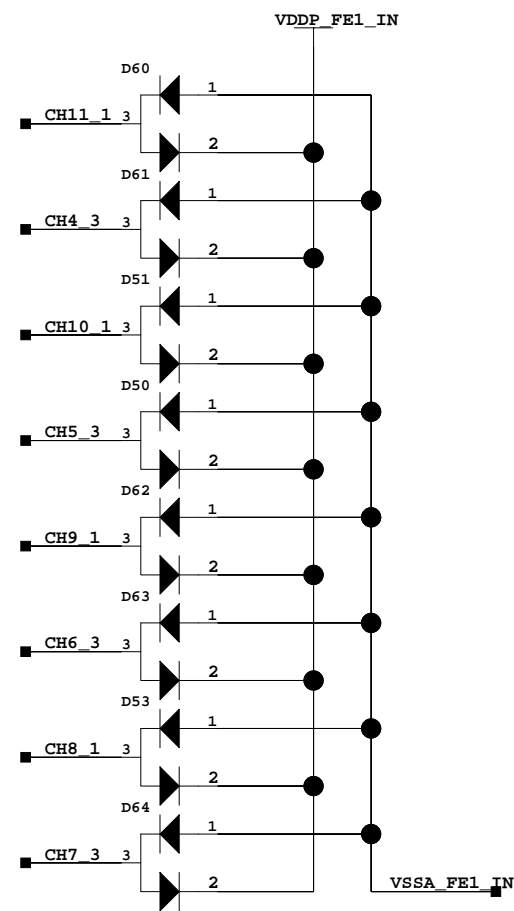 VDDP_FE1_IN
D60
1
CH11_1 3
2
D61
1
CH4_3 3
2
D51
1
CH10_1 3
2
D50
1
CH5_3 3
2
D62
1
CH9_1 3
2
D63
1
CH6_3 3
2
D53
1
CH8_1 3
2
D64
1
CH7_3 3
2 VSSA_FE1_IN